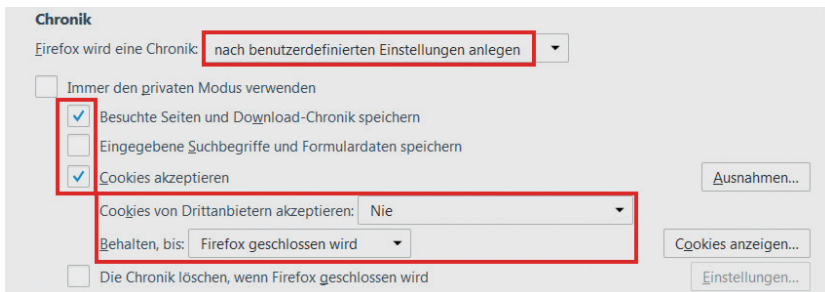 Chronik
Firefox wird eine Chronik: nach benutzerdefinierten Einstellungen anlegen
Immer den privaten Modus verwenden
Besuchte Seiten und Download-Chronik speichern
Eingegebene Suchbegriffe und Formulardaten speichern
Cookies akzeptieren Ausnahmen...
Cookies von Drittanbietern akzeptieren: Nie
Behalten, bis: Firefox geschlossen wird Cookies anzeigen...
Die Chronik löschen, wenn Firefox geschlossen wird Einstellungen...